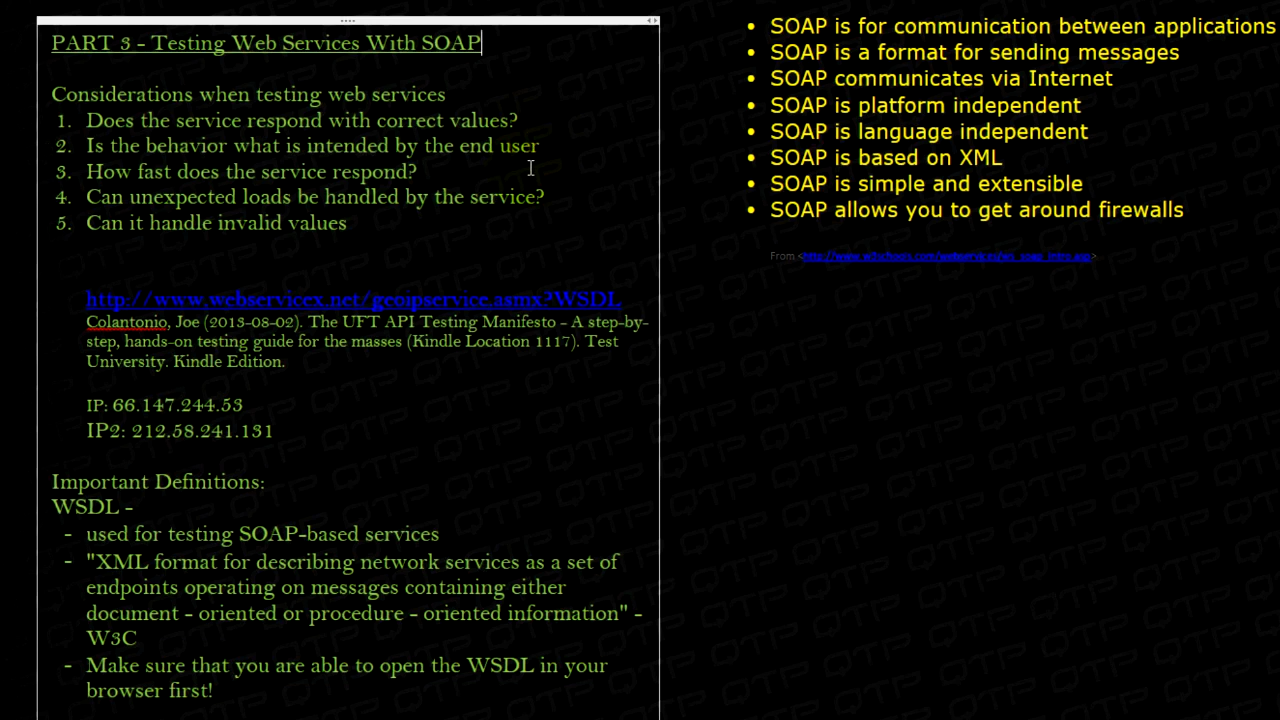 PART 3 - Testing Web Services With SOAP
Considerations when testing web services
1. Does the service respond with correct values?
2. Is the behavior what is intended by the end user
3. How fast does the service respond?
4. Can unexpected loads be handled by the service?
5. Can it handle invalid values
http://www.webservicex.net/geoipservice.asmx?WSDL
Colantonio, Joe (2013-08-02). The UFT API Testing Manifesto - A step-by-
step, hands-on testing guide for the masses (Kindle Location 1117). Test
University. Kindle Edition.
IP: 66.147.244.53
IP2: 212.58.241.131
Important Definitions:
WSDL -
- used for testing SOAP-based services
- "XML format for describing network services as a set of
endpoints operating on messages containing either
document - oriented or procedure - oriented information" -
W3C
- Make sure that you are able to open the WSDL in your
browser first!
• SOAP is for communication between applications
• SOAP is a format for sending messages
• SOAP communicates via Internet
• SOAP is platform independent
• SOAP is language independent
• SOAP is based on XML
• SOAP is simple and extensible
• SOAP allows you to get around firewalls
From <http://www.w3schools.com/webservices/ws_soap_intro.asp>